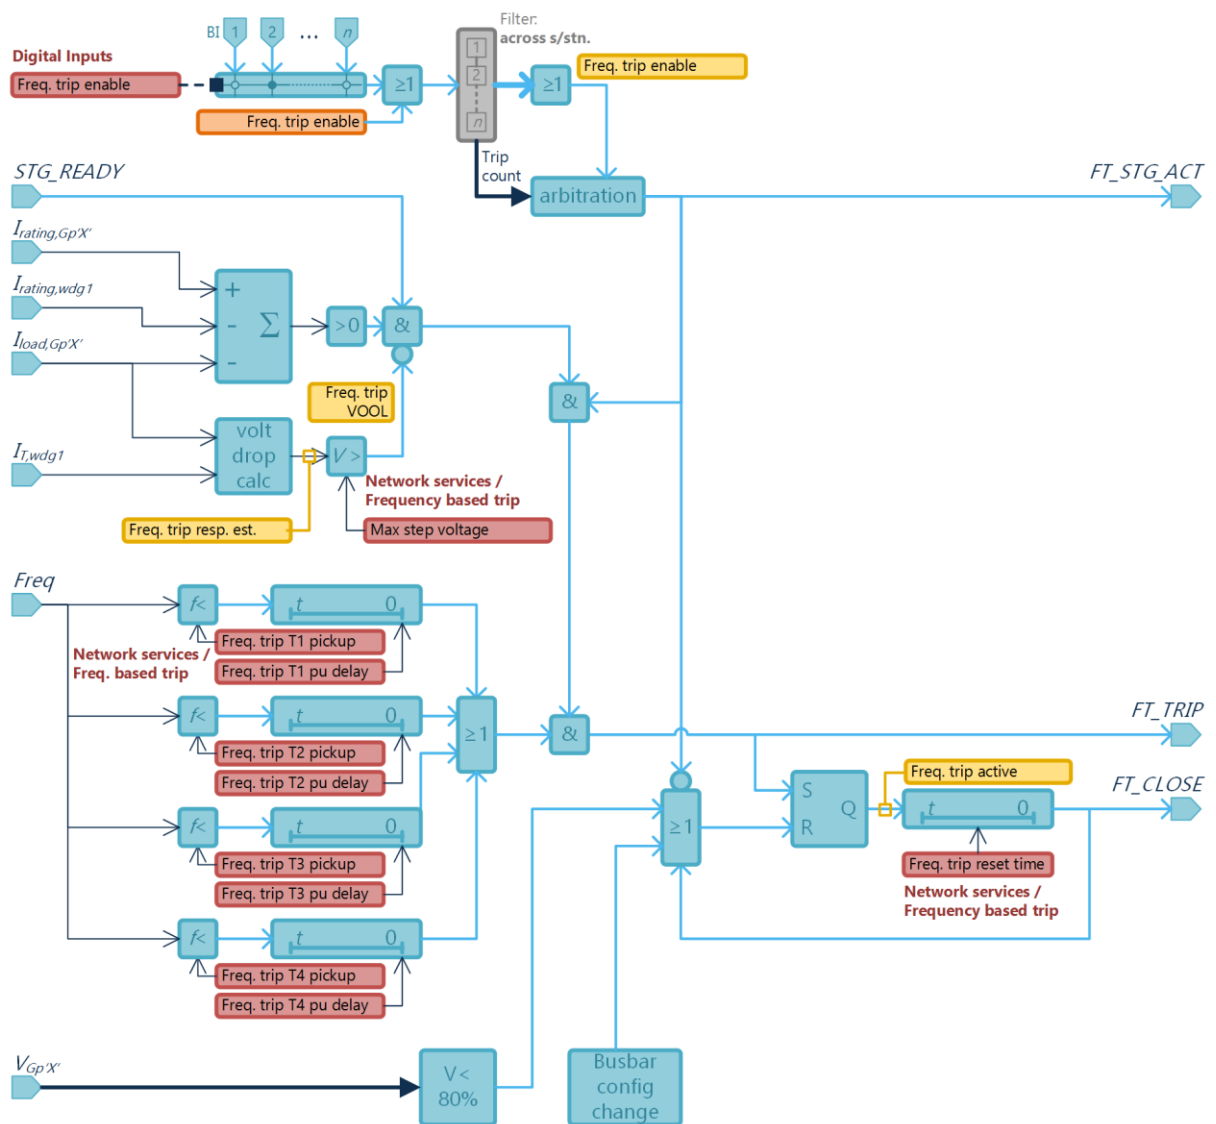 Filter:
across s/stn.
BI
1
2
...
n
Digital Inputs
Freq. trip enable
≥1
1
2
n
≥1
Freq. trip enable
Freq. trip enable
Trip
count
STG_READY
arbitration
FT_STG_ACT
Irating,Gp'X'
Irating,wdg1
Iload,Gp'X'
+
-
-
Σ
>0
&
Freq. trip
VOOL
&
volt
drop
calc
V >
IT,wdg1
Network services /
Frequency based trip
Freq. trip resp. est.
Max step voltage
Freq
f<
t 0
Freq. trip T1 pickup
Freq. trip T1 pu delay
Network services /
Freq. based trip
f<
t 0
Freq. trip T2 pickup
Freq. trip T2 pu delay
≥1
&
FT_TRIP
f<
t 0
Freq. trip T3 pickup
Freq. trip T3 pu delay
≥1
S
R
Q
Freq. trip active
t 0
FT_CLOSE
Freq. trip reset time
Network services /
Frequency based trip
f<
t 0
Freq. trip T4 pickup
Freq. trip T4 pu delay
VGp'X'
V<
80%
Busbar
config
change